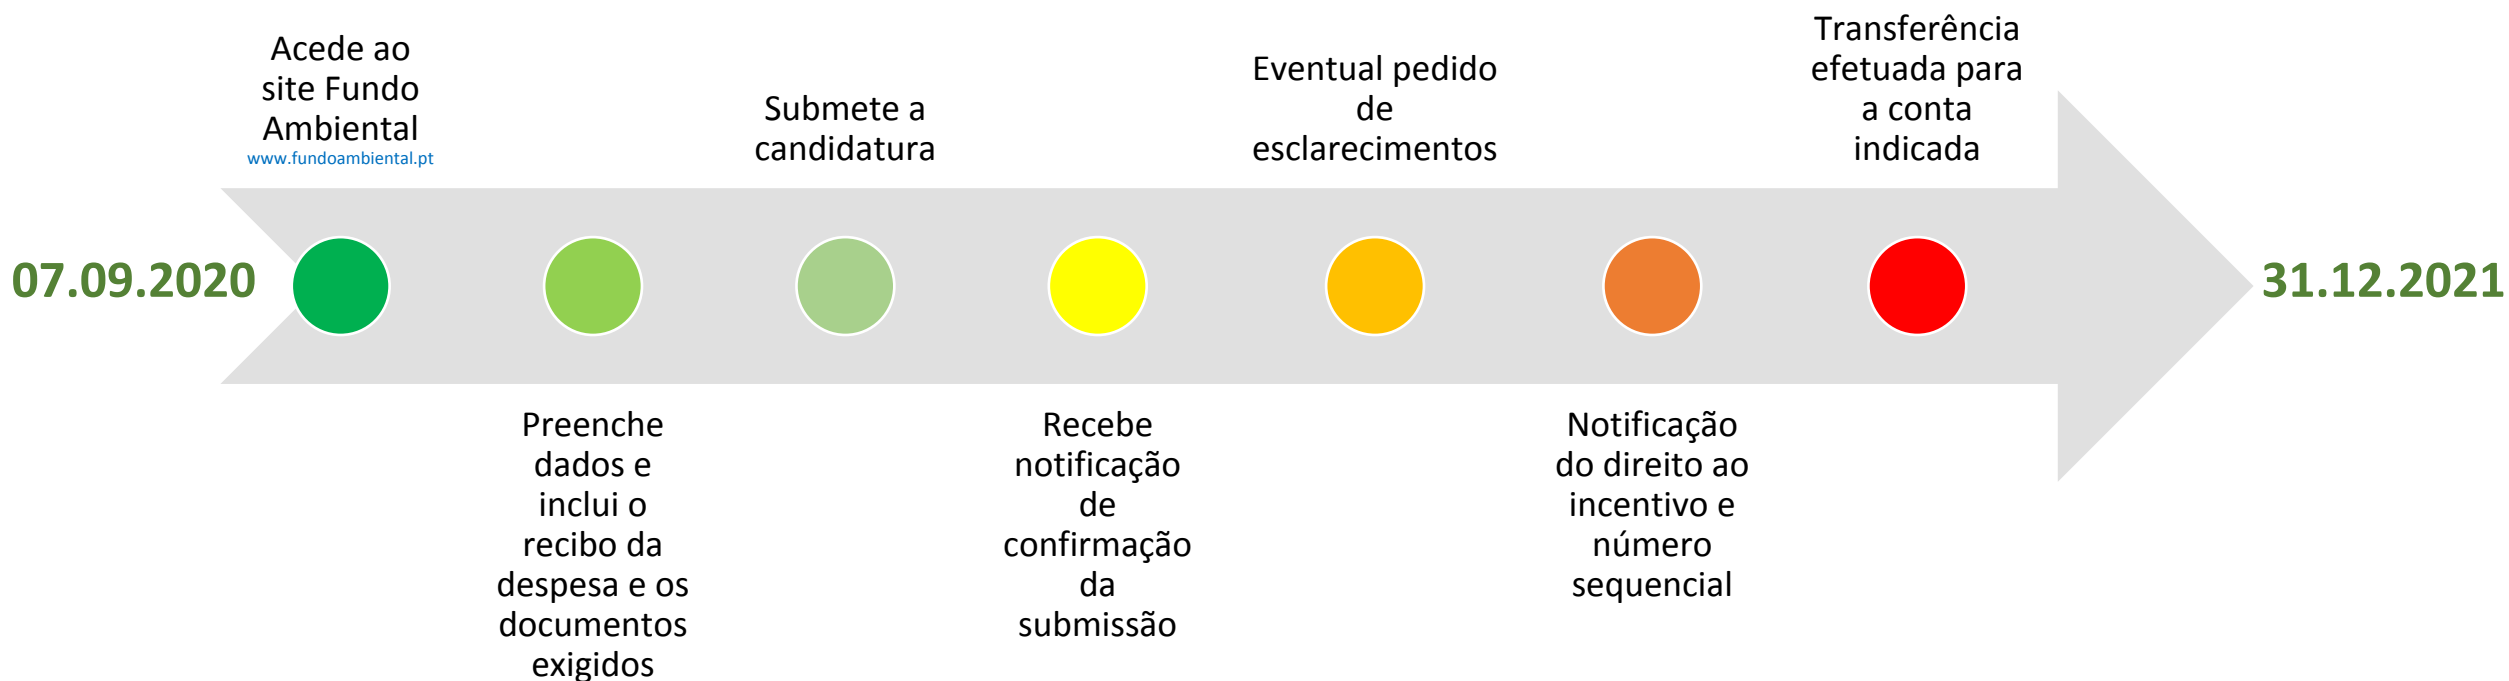 07.09.2020
Acede ao
site Fundo
Ambiental
www.fundoambiental.pt
Preenche
dados e
inclui o
recibo da
despesa e os
documentos
exigidos
Submete a
candidatura
Recebe
notificação
de
confirmação
da
submissão
Eventual pedido
de
esclarecimentos
Notificação
do direito ao
incentivo e
número
sequencial
Transferência
efetuada para
a conta
indicada
31.12.2021